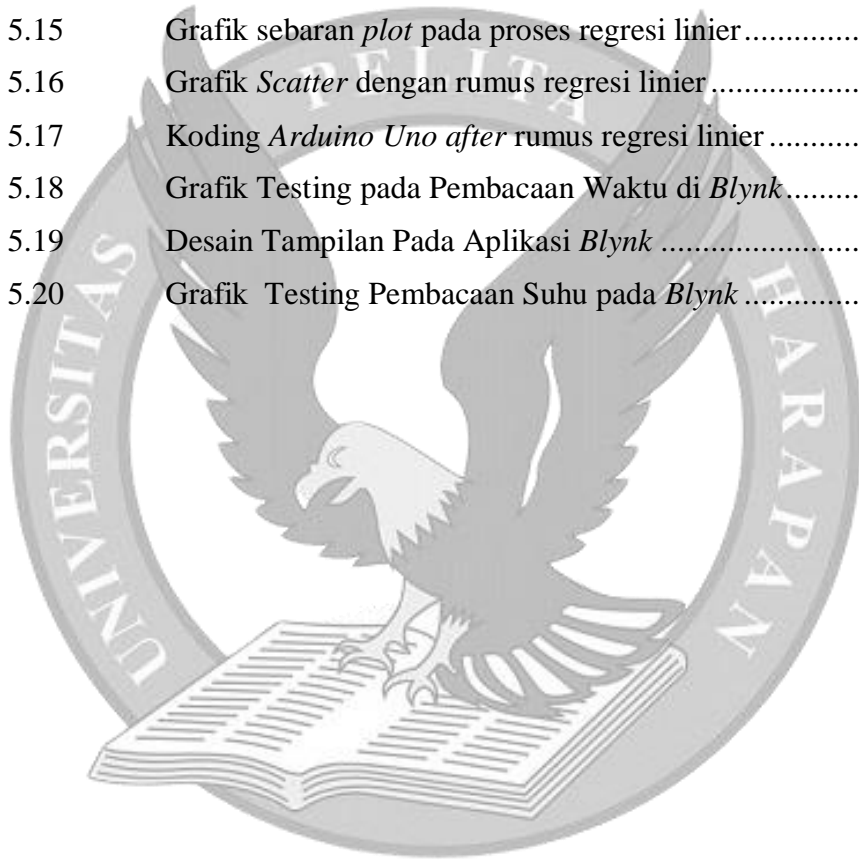 5.15 Grafik sebaran plot pada proses regresi linier..............
5.16 Grafik Scatter dengan rumus regresi linier..................
5.17 Koding Arduino Uno after rumus regresi linier...........
5.18 Grafik Testing pada Pembacaan Waktu di Blynk.........
5.19 Desain Tampilan Pada Aplikasi Blynk ......................
5.20 Grafik Testing Pembacaan Suhu pada Blynk ..............
UNIVERSITAS PELITA HARAPAN